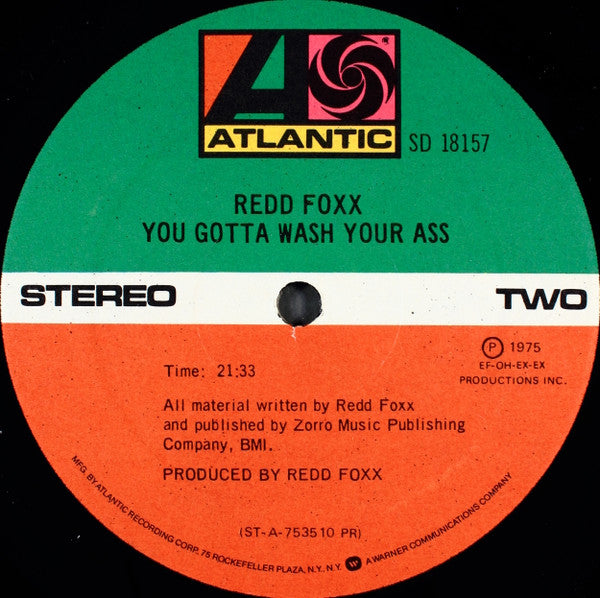 ATLANTIC
SD 18157
REDD FOXX
YOU GOTTA WASH YOUR ASS
STEREO
TWO
Ⓟ 1975
EF-OH-EX-EX
PRODUCTIONS INC.
Time: 21:33
All material written by Redd Foxx
and published by Zorro Music Publishing
Company, BMI.
PRODUCED BY REDD FOXX
(ST-A-753510 PR)
MFG. BY ATLANTIC RECORDING CORP. 75 ROCKEFELLER PLAZA, N.Y. N.Y. W A WARNER COMMUNICATIONS COMPANY